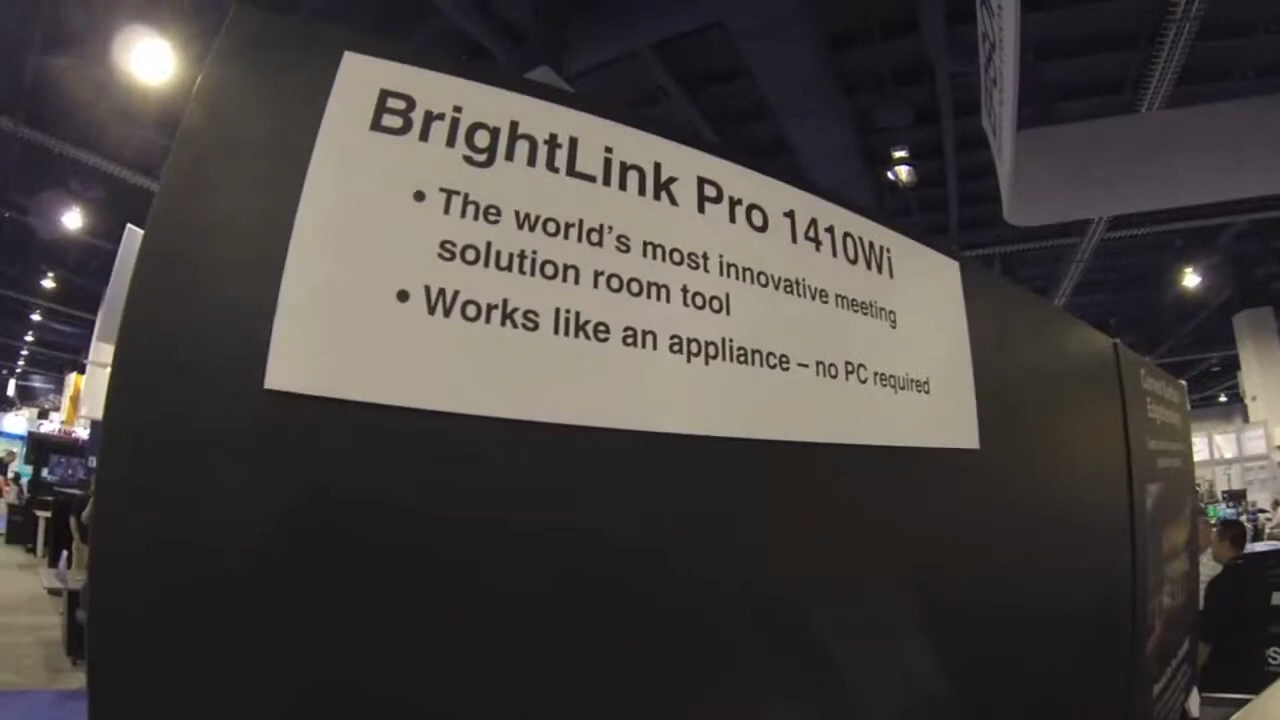 BrightLink Pro 1410Wi
• The world's most innovative meeting
solution room tool
• Works like an appliance – no PC required